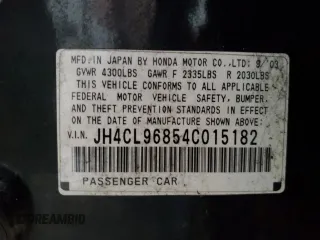 MFD. IN JAPAN BY HONDA MOTOR CO., LTD. 9 03
GVWR 4300LBS GAWR F 2335LBS R 2030LBS
THIS VEHICLE CONFORMS TO ALL APPLICABLE
FEDERAL MOTOR VEHICLE SAFETY, BUMPER,
AND THEFT PREVENTION STANDARDS IN EFFECT
ON THE DATE OF MANUFACTURE SHOWN ABOVE.
V.I.N. JH4CL96854C015182
PASSENGER CAR
DREAMBID